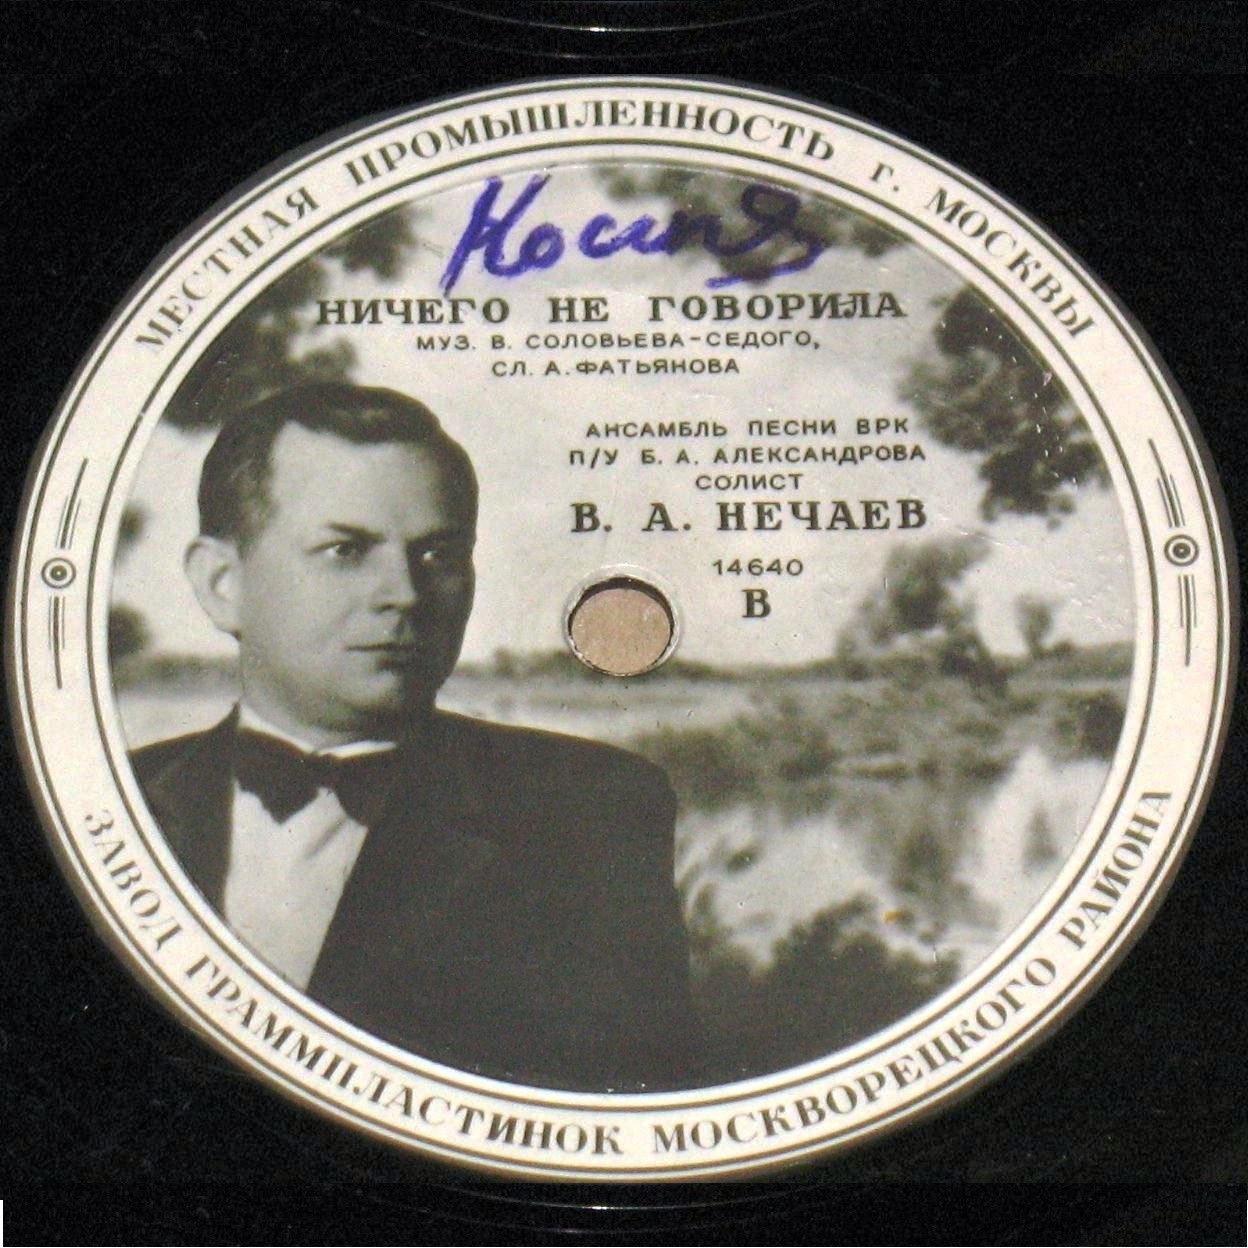 МЕСТНАЯ ПРОМЫШЛЕННОСТЬ г. МОСКВЫ
НИЧЕГО НЕ ГОВОРИЛА
МУЗ. В. СОЛОВЬЕВА-СЕДОГО,
СЛ. А. ФАТЬЯНОВА
АНСАМБЛЬ ПЕСНИ ВРК
П/У Б. А. АЛЕКСАНДРОВА
СОЛИСТ
В. А. НЕЧАЕВ
14640
В
ЗАВОД ГРАММПЛАСТИНОК МОСКВОРЕЦКОГО РАЙОНА